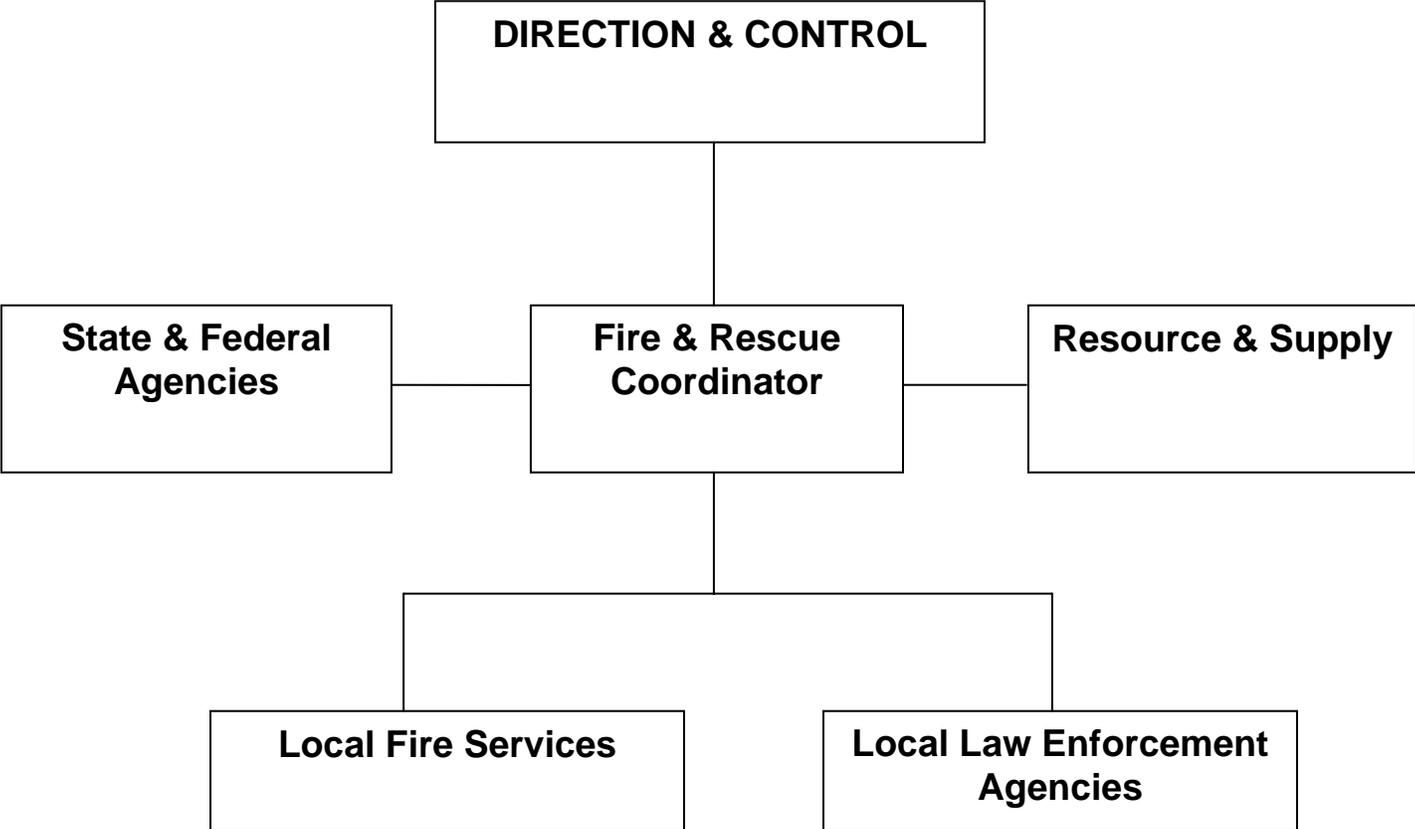 DIRECTION & CONTROL
State & Federal
Agencies
Fire & Rescue
Coordinator
Resource & Supply
Local Fire Services
Local Law Enforcement
Agencies